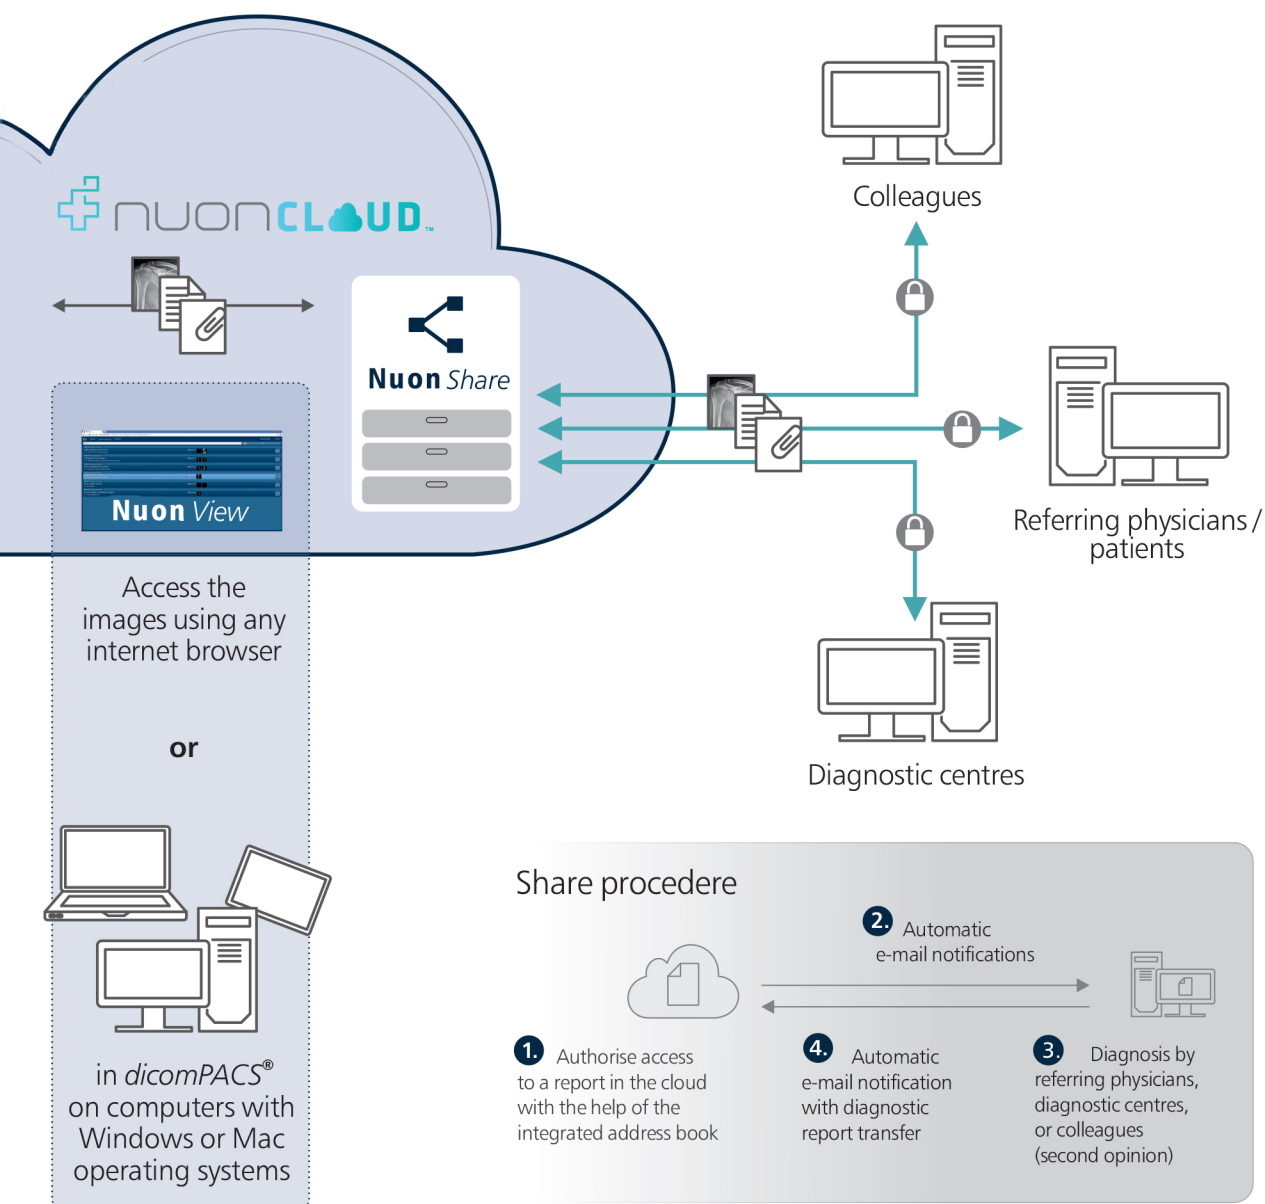 nuonCLOUD™
Nuon Share
Nuon View
Access the
images using any
internet browser
or
in dicomPACS®
on computers with
Windows or Mac
operating systems
Colleagues
Referring physicians /
patients
Diagnostic centres
Share procedere
2. Automatic
e-mail notifications
1. Authorise access
to a report in the cloud
with the help of the
integrated address book
4. Automatic
e-mail notification
with diagnostic
report transfer
3. Diagnosis by
referring physicians,
diagnostic centres,
or colleagues
(second opinion)